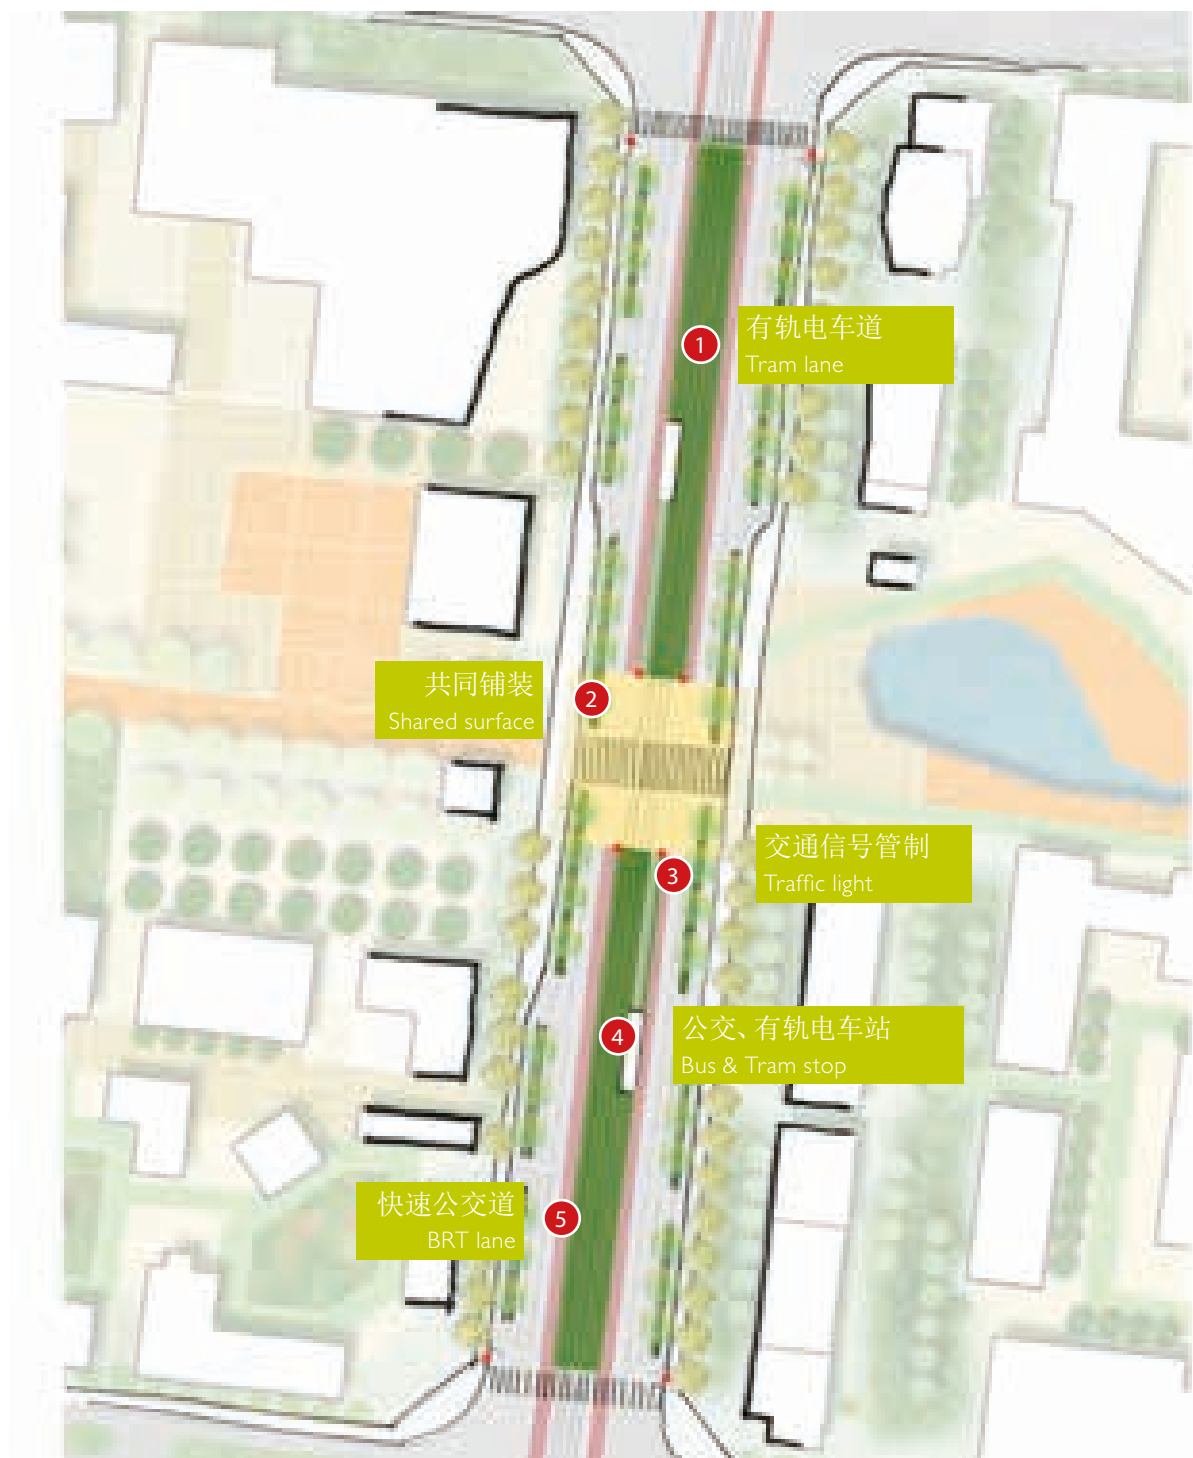 1
有轨电车道
Tram lane
共同铺装
Shared surface
2
交通信号管制
Traffic light
3
公交、有轨电车站
Bus & Tram stop
4
快速公交道
BRT lane
5